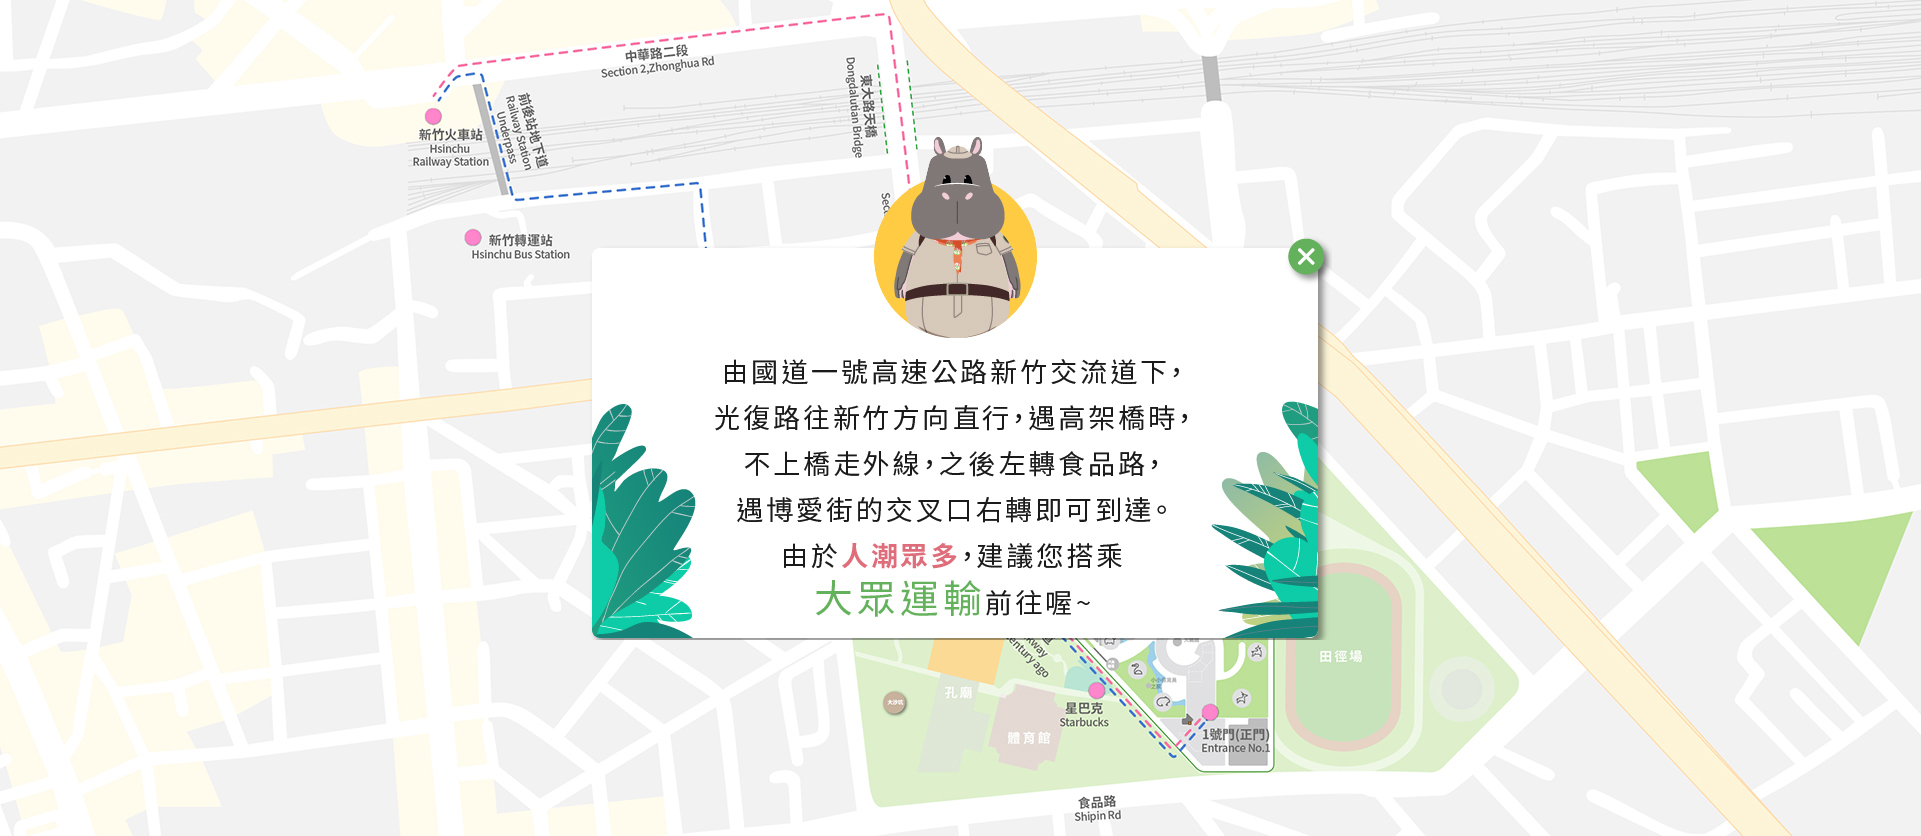 中華路二段
Section 2,Zhonghua Rd
東大路天橋
Dongdalutian Bridge
前後站地下道
Railway Station
Underpass
新竹火車站
Hsinchu
Railway Station
新竹轉運站
Hsinchu Bus Station
由國道一號高速公路新竹交流道下，
光復路往新竹方向直行，遇高架橋時，
不上橋走外線，之後左轉食品路，
遇博愛街的交叉口右轉即可到達。
由於人潮眾多，建議您搭乘
大眾運輸前往喔~
田徑場
孔廟
體育館
星巴克
Starbucks
1號門(正門)
Entrance No.1
食品路
Shipin Rd